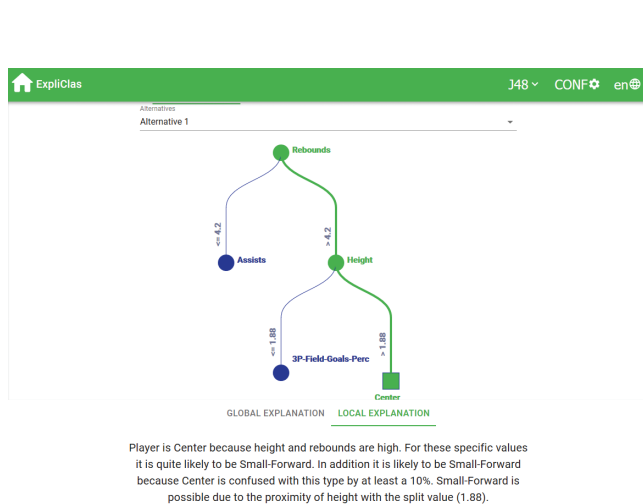 ExpliClas
J48
CONF
en
Alternatives
Alternative 1
Rebounds
<= 4.2
> 4.2
Assists
Height
<= 1.88
> 1.88
3P-Field-Goals-Perc
Center
GLOBAL EXPLANATION
LOCAL EXPLANATION
Player is Center because height and rebounds are high. For these specific values
it is quite likely to be Small-Forward. In addition it is likely to be Small-Forward
because Center is confused with this type by at least a 10%. Small-Forward is
possible due to the proximity of height with the split value (1.88).